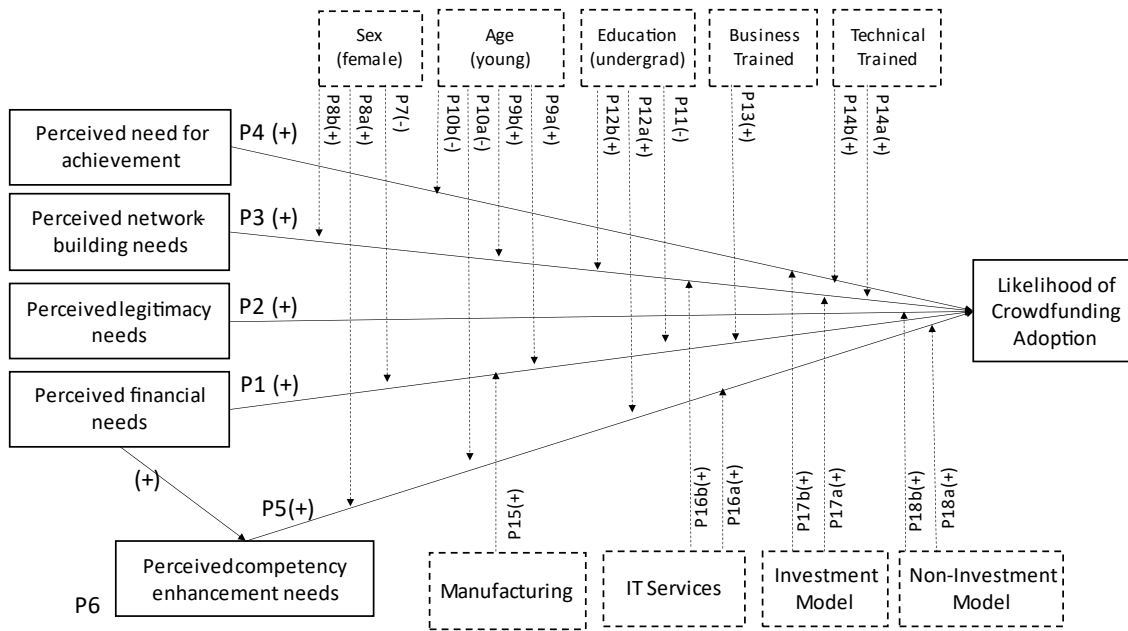 Sex
(female)
Age
(young)
Education
(undergrad)
Business
Trained
Technical
Trained
P8b(+)
P8a(+)
P7(-)
P10b(-)
P10a(-)
P9b(+)
P9a(+)
P12b(+)
P12a(+)
P11(-)
P13(+)
P14b(+)
P14a(+)
Perceived need for
achievement
P4 (+)
Perceived network-
building needs
P3 (+)
Perceived legitimacy
needs
P2 (+)
Perceived financial
needs
P1 (+)
(+)
P5(+)
Perceived competency
enhancement needs
P6
Likelihood of
Crowdfunding
Adoption
P15(+)
P16b(+)
P16a(+)
P17b(+)
P17a(+)
P18b(+)
P18a(+)
Manufacturing
IT Services
Investment
Model
Non-Investment
Model